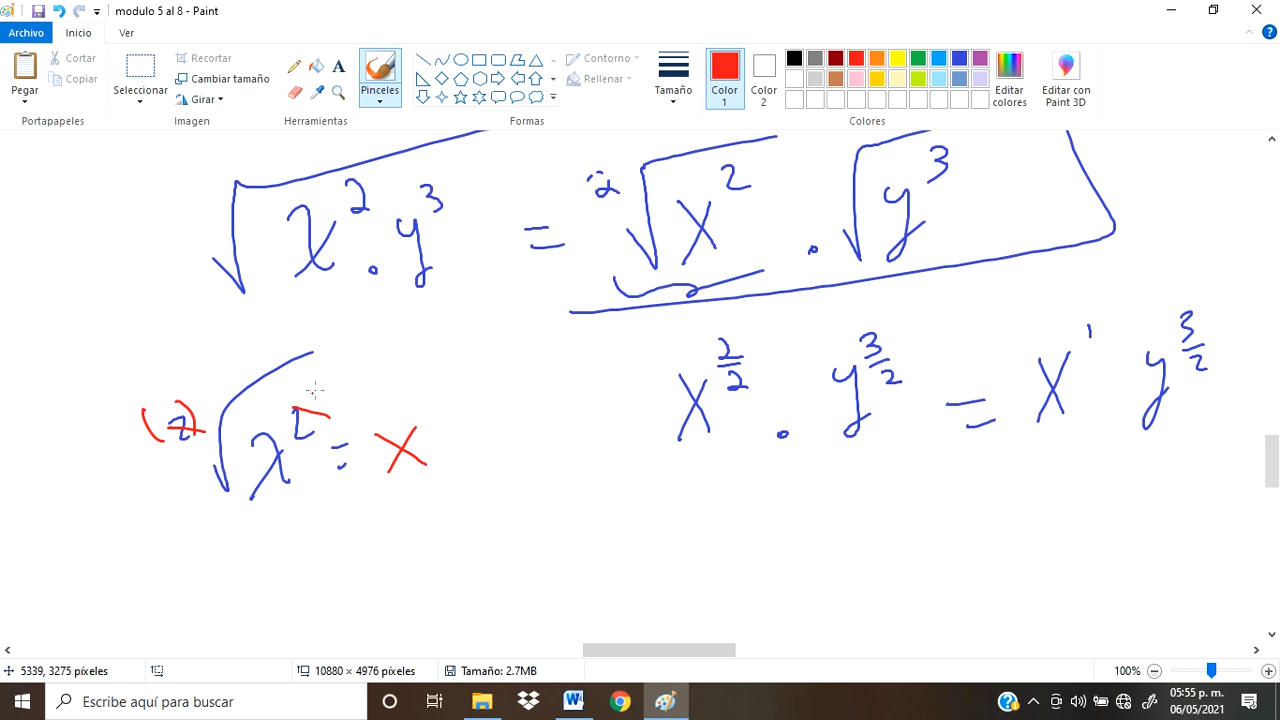 modulo 5 al 8 - Paint
Archivo Inicio Ver
Pegar
Cortar
Copiar
Portapapeles
Seleccionar
Recortar
Cambiar tamaño
Girar
Imagen
A
Herramientas
Pinceles
Contorno
Rellenar
Formas
Tamaño
Color 1
Color 2
Editar colores
Editar con Paint 3D
Colores
√(x² . y³) = ²√x² . √y³
x^(2/2) . y^(3/2) = x¹ y^(3/2)
²√x² = x
5339, 3275 píxeles
10880 × 4976 píxeles
Tamaño: 2.7MB
100%
Escribe aquí para buscar
05:55 p. m.
06/05/2021